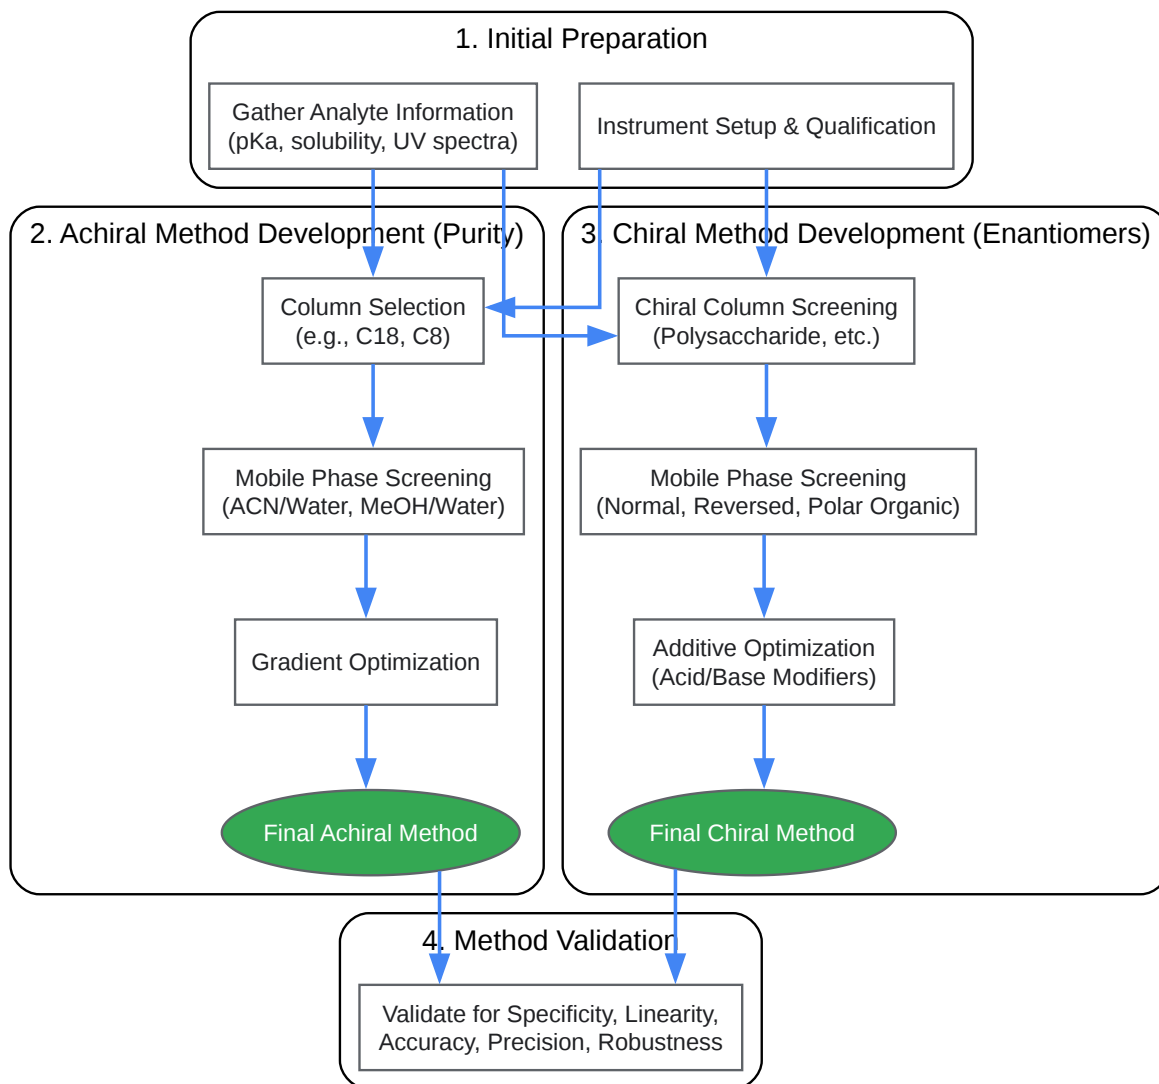 1. Initial Preparation
Gather Analyte Information
(pKa, solubility, UV spectra)
Instrument Setup & Qualification
2. Achiral Method Development (Purity)
Column Selection
(e.g., C18, C8)
Mobile Phase Screening
(ACN/Water, MeOH/Water)
Gradient Optimization
Final Achiral Method
3. Chiral Method Development (Enantiomers)
Chiral Column Screening
(Polysaccharide, etc.)
Mobile Phase Screening
(Normal, Reversed, Polar Organic)
Additive Optimization
(Acid/Base Modifiers)
Final Chiral Method
4. Method Validation
Validate for Specificity, Linearity,
Accuracy, Precision, Robustness